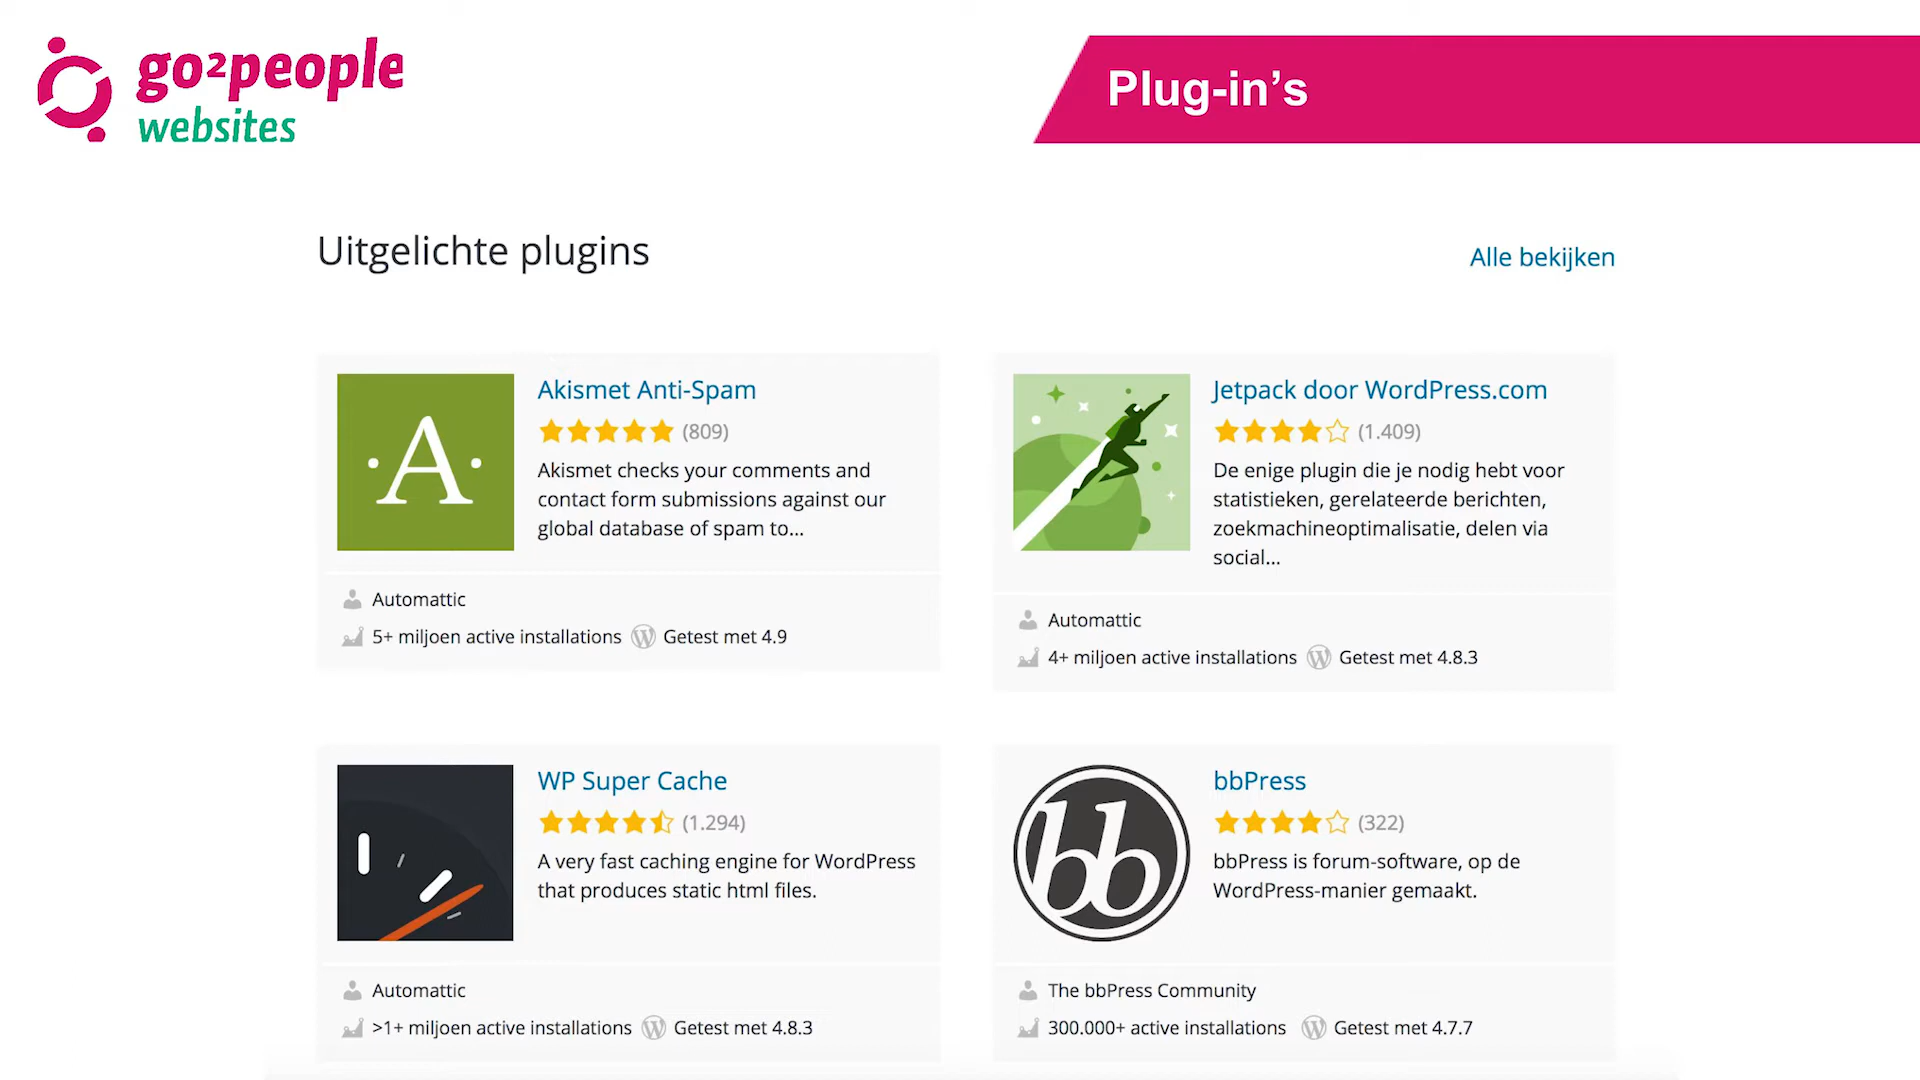 go2people
websites
Plug-in’s
Uitgelichte plugins
Alle bekijken
A
Akismet Anti-Spam
(809)
Akismet checks your comments and
contact form submissions against our
global database of spam to...
Automattic
5+ miljoen active installations
Getest met 4.9
Jetpack door WordPress.com
(1.409)
De enige plugin die je nodig hebt voor
statistieken, gerelateerde berichten,
zoekmachineoptimalisatie, delen via
social...
Automattic
4+ miljoen active installations
Getest met 4.8.3
WP Super Cache
(1.294)
A very fast caching engine for WordPress
that produces static html files.
Automattic
>1+ miljoen active installations
Getest met 4.8.3
bb
bbPress
(322)
bbPress is forum-software, op de
WordPress-manier gemaakt.
The bbPress Community
300.000+ active installations
Getest met 4.7.7